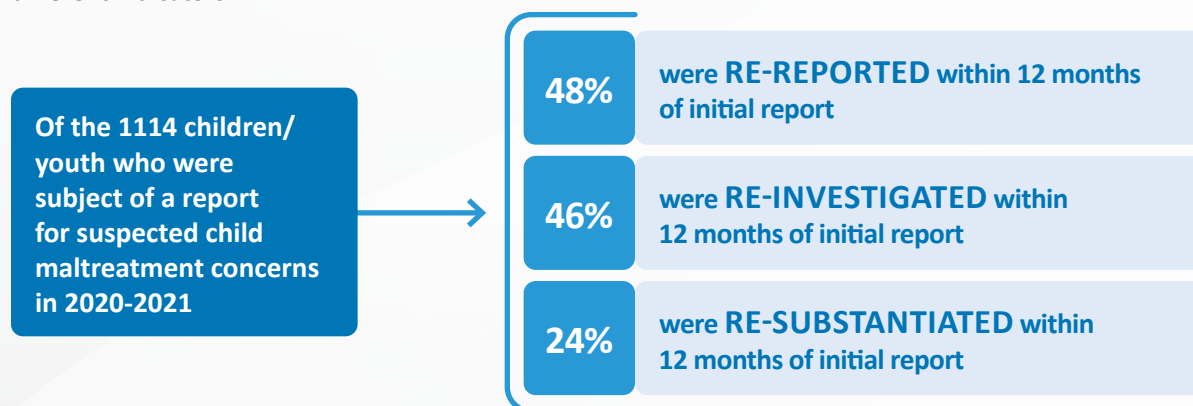 Of the 1114 children/
youth who were
subject of a report
for suspected child
maltreatment concerns
in 2020-2021
48%
were RE-REPORTED within 12 months
of initial report
46%
were RE-INVESTIGATED within
12 months of initial report
24%
were RE-SUBSTANTIATED within
12 months of initial report